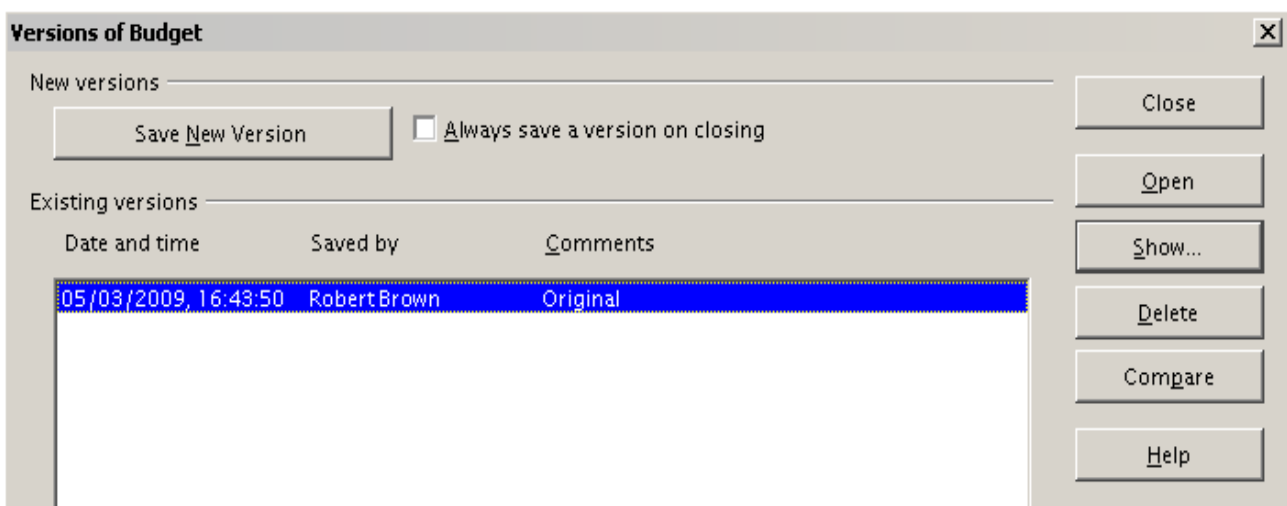 Versions of Budget
New versions
Save New Version
Always save a version on closing
Existing versions
Date and time Saved by Comments
05/03/2009, 16:43:50 Robert Brown Original
Close
Open
Show...
Delete
Compare
Help